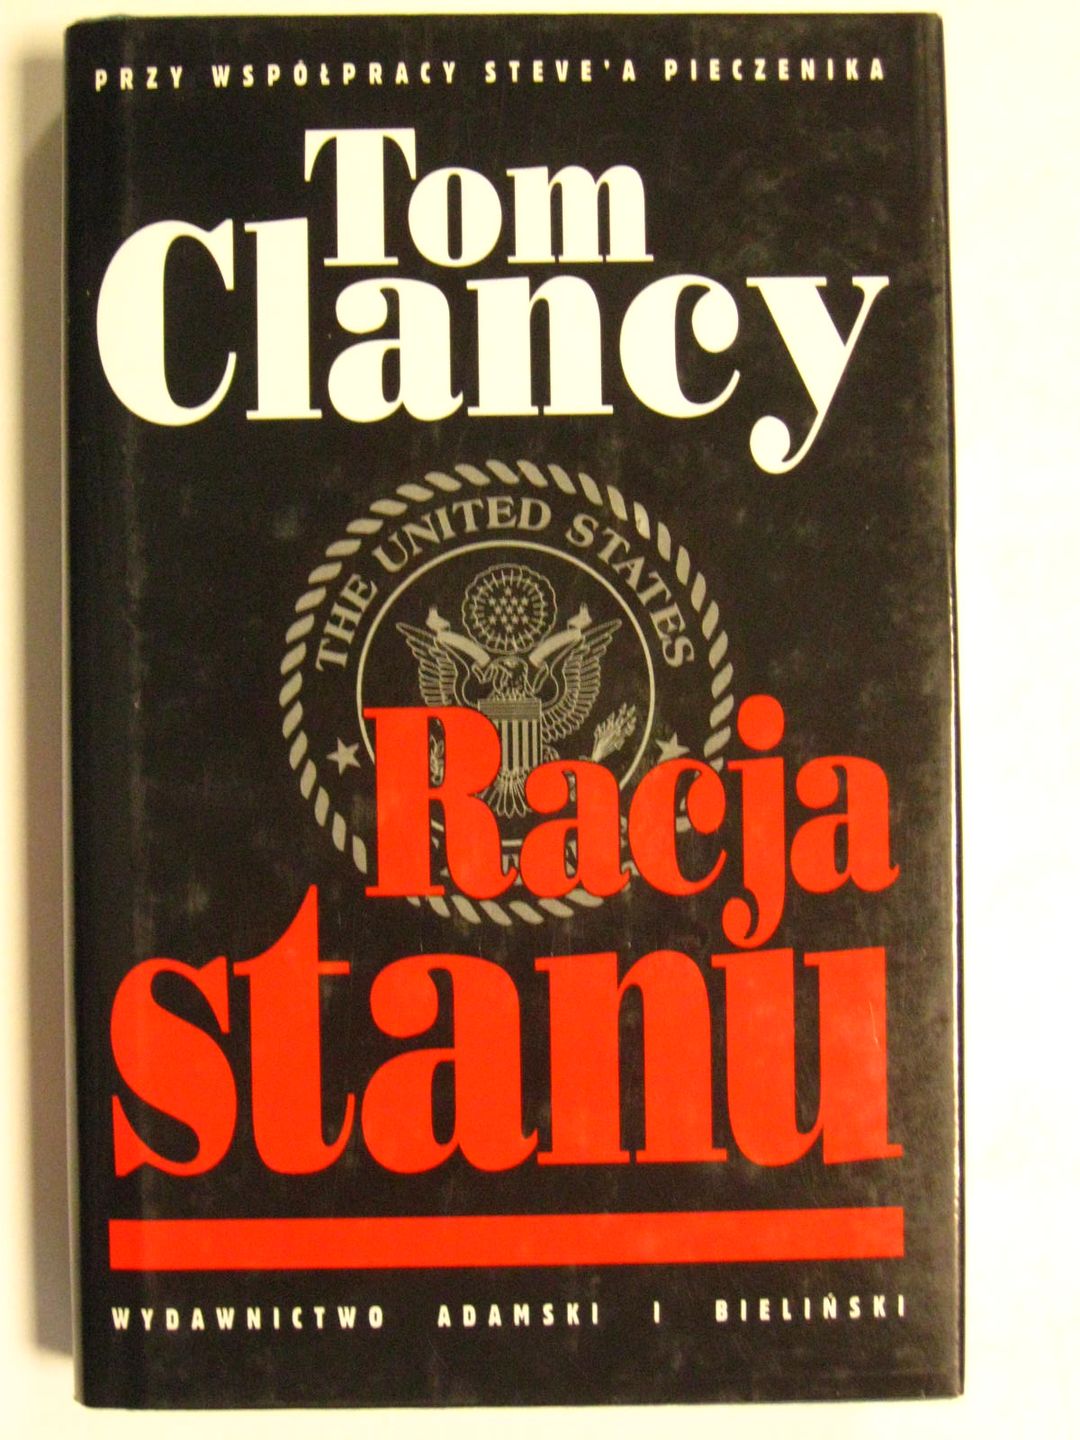 PRZY WSPÓŁPRACY STEVE'A PIECZENIKA
Tom
Clancy
THE UNITED STATES
Racja
stanu
WYDAWNICTWO ADAMSKI I BIELIŃSKI